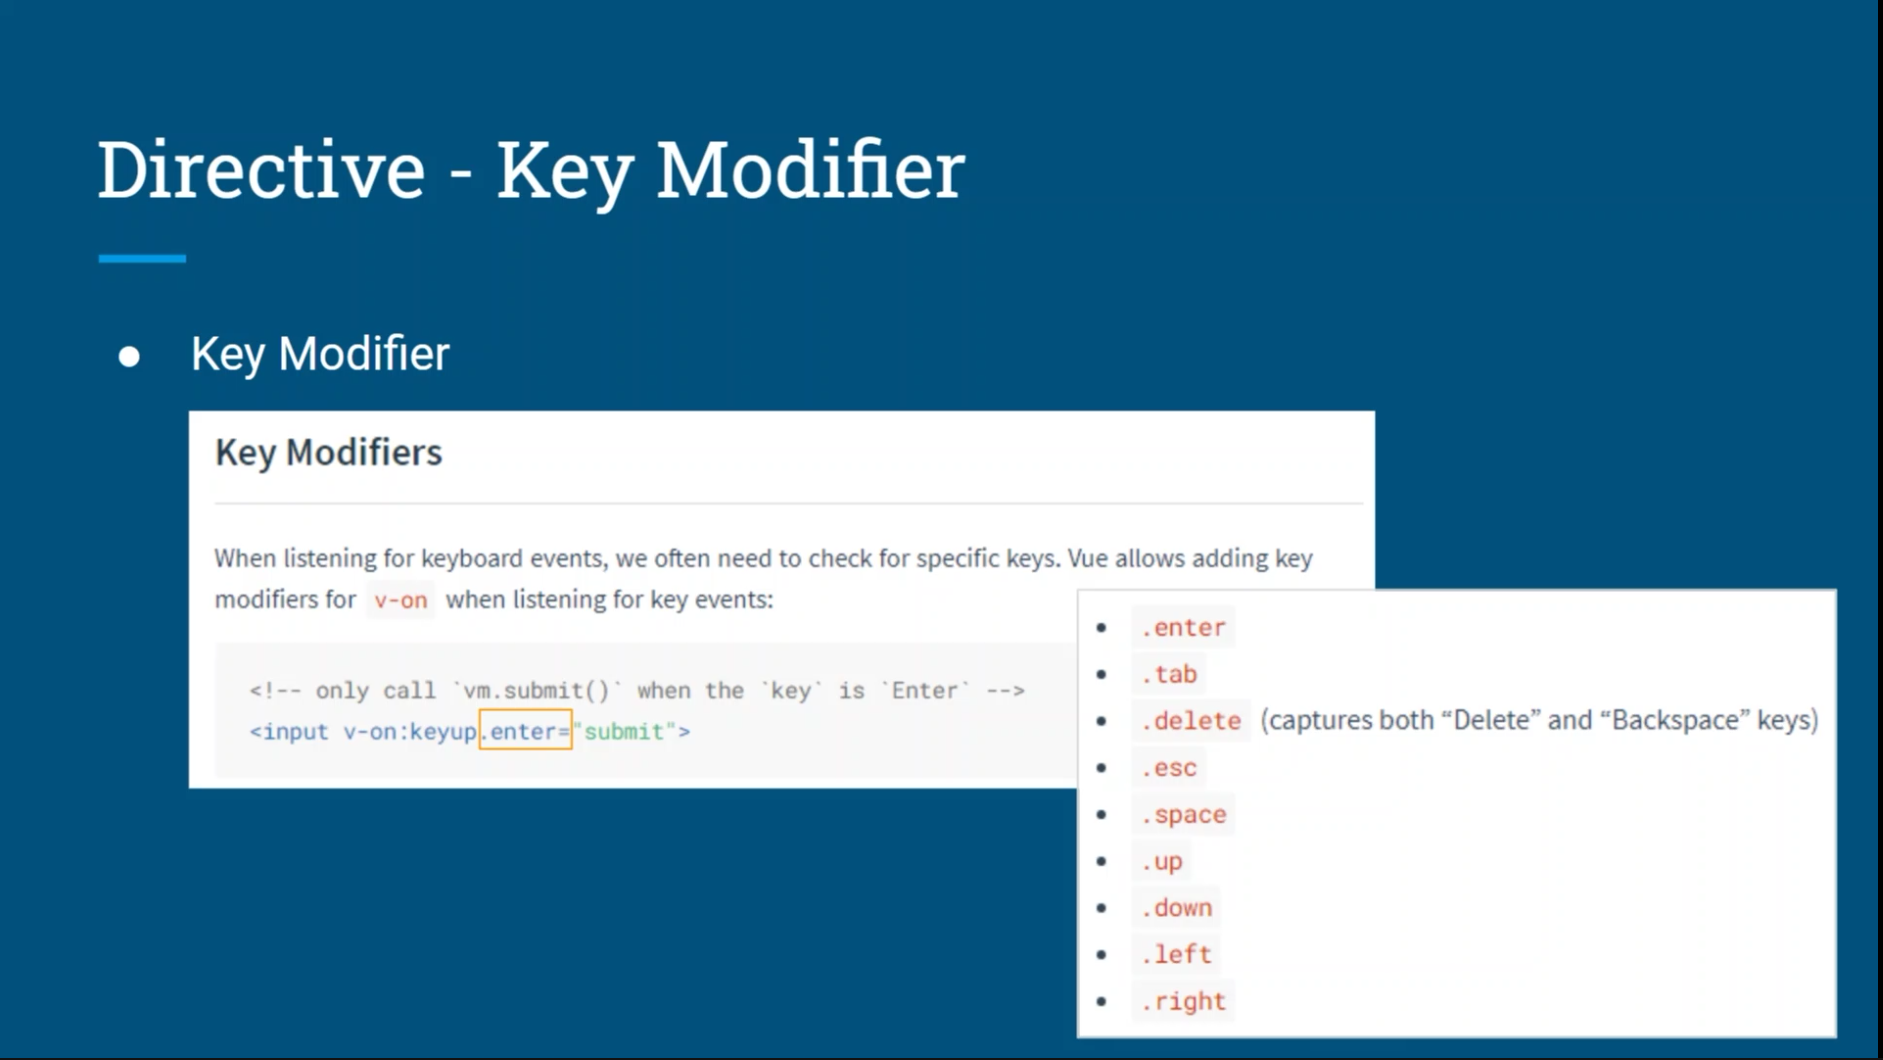 Directive - Key Modifier
● Key Modifier
Key Modifiers
When listening for keyboard events, we often need to check for specific keys. Vue allows adding key
modifiers for v-on when listening for key events:
<!-- only call `vm.submit()` when the `key` is `Enter` -->
<input v-on:keyup.enter="submit">
• .enter
• .tab
• .delete (captures both “Delete” and “Backspace” keys)
• .esc
• .space
• .up
• .down
• .left
• .right